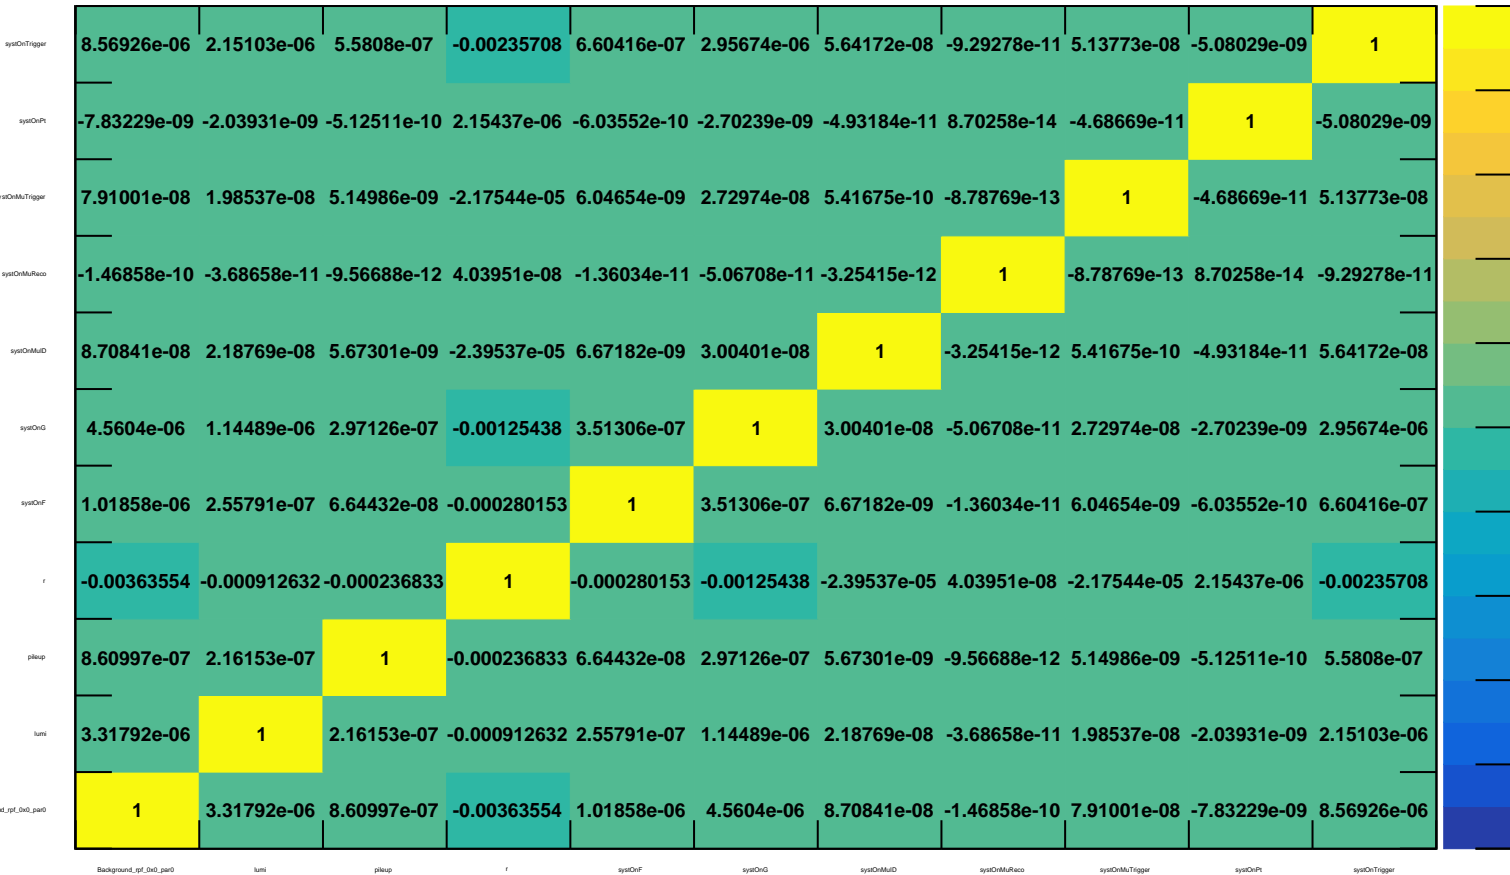 systOnTrigger 8.56926e-06 2.15103e-06 5.5808e-07 -0.00235708 6.60416e-07 2.95674e-06 5.64172e-08 -9.29278e-11 5.13773e-08 -5.08029e-09 1
systOnPt -7.83229e-09 -2.03931e-09 -5.12511e-10 2.15437e-06 -6.03552e-10 -2.70239e-09 -4.93184e-11 8.70258e-14 -4.68669e-11 1 -5.08029e-09
stOnMuTrigger 7.91001e-08 1.98537e-08 5.14986e-09 -2.17544e-05 6.04654e-09 2.72974e-08 5.41675e-10 -8.78769e-13 1 -4.68669e-11 5.13773e-08
systOnMuReco -1.46858e-10 -3.68658e-11 -9.56688e-12 4.03951e-08 -1.36034e-11 -5.06708e-11 -3.25415e-12 1 -8.78769e-13 8.70258e-14 -9.29278e-11
systOnMuID 8.70841e-08 2.18769e-08 5.67301e-09 -2.39537e-05 6.67182e-09 3.00401e-08 1 -3.25415e-12 5.41675e-10 -4.93184e-11 5.64172e-08
systOnG 4.5604e-06 1.14489e-06 2.97126e-07 -0.00125438 3.51306e-07 1 3.00401e-08 -5.06708e-11 2.72974e-08 -2.70239e-09 2.95674e-06
systOnF 1.01858e-06 2.55791e-07 6.64432e-08 -0.000280153 1 3.51306e-07 6.67182e-09 -1.36034e-11 6.04654e-09 -6.03552e-10 6.60416e-07
r -0.00363554 -0.000912632 -0.000236833 1 -0.000280153 -0.00125438 -2.39537e-05 4.03951e-08 -2.17544e-05 2.15437e-06 -0.00235708
pileup 8.60997e-07 2.16153e-07 1 -0.000236833 6.64432e-08 2.97126e-07 5.67301e-09 -9.56688e-12 5.14986e-09 -5.12511e-10 5.5808e-07
lumi 3.31792e-06 1 2.16153e-07 -0.000912632 2.55791e-07 1.14489e-06 2.18769e-08 -3.68658e-11 1.98537e-08 -2.03931e-09 2.15103e-06
d_rpf_0x0_par0 1 3.31792e-06 8.60997e-07 -0.00363554 1.01858e-06 4.5604e-06 8.70841e-08 -1.46858e-10 7.91001e-08 -7.83229e-09 8.56926e-06
Background_rpf_0x0_par0 lumi pileup r systOnF systOnG systOnMuID systOnMuReco systOnMuTrigger systOnPt systOnTrigger